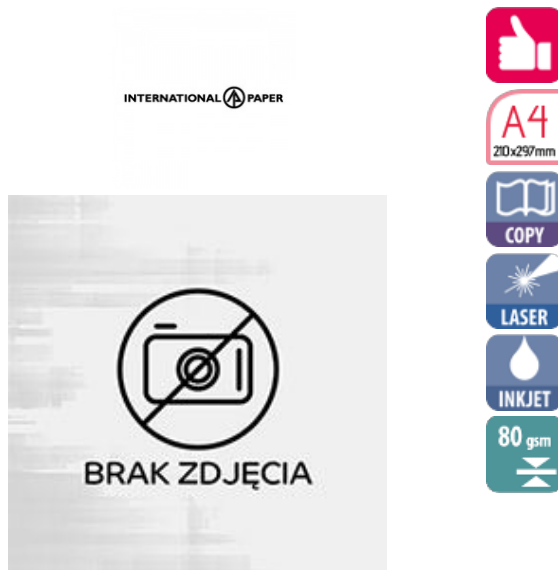 INTERNATIONAL PAPER
BRAK ZDJĘCIA
A4
210x297mm
COPY
LASER
INKJET
80 gsm